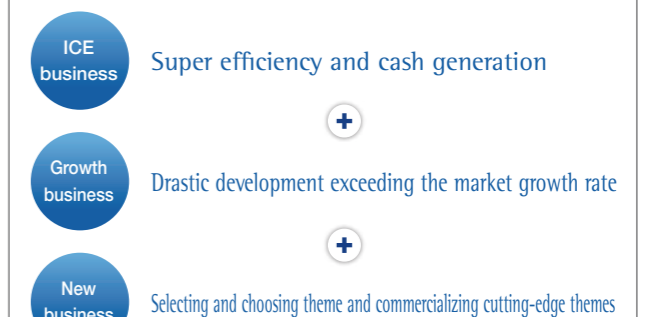 ICE
business
Super efficiency and cash generation
+
Growth
business
Drastic development exceeding the market growth rate
+
New
business
Selecting and choosing theme and commercializing cutting-edge themes